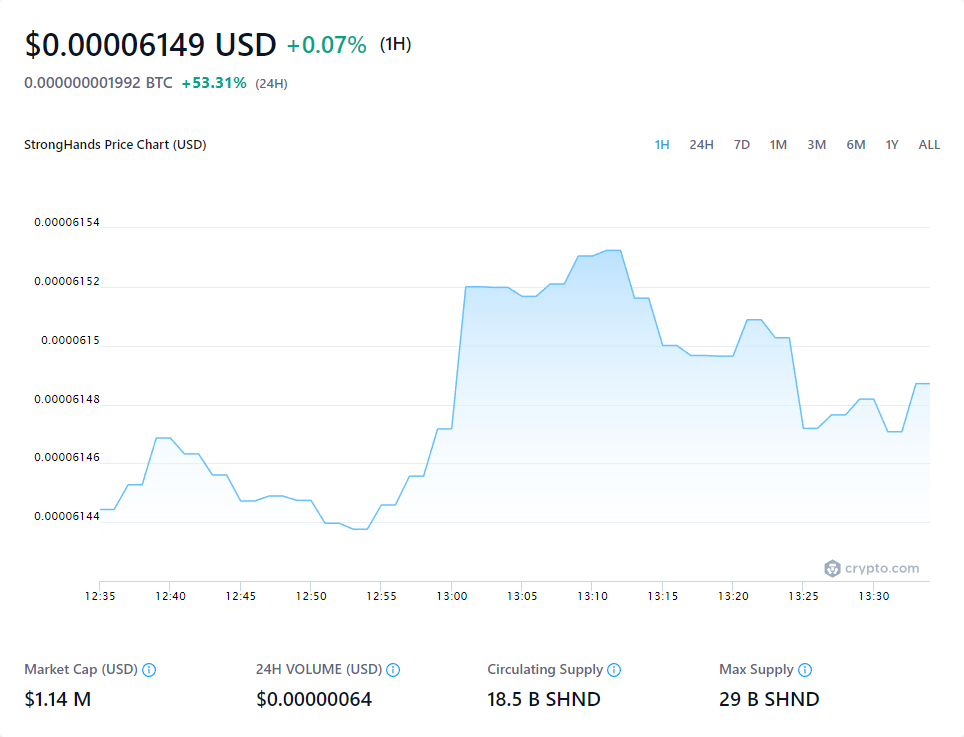 $0.00006149 USD +0.07% (1H)
0.000000001992 BTC +53.31% (24H)
StrongHands Price Chart (USD) 1H 24H 7D 1M 3M 6M 1Y ALL
0.00006154
0.00006152
0.0000615
0.00006148
0.00006146
0.00006144
crypto.com
12:35 12:40 12:45 12:50 12:55 13:00 13:05 13:10 13:15 13:20 13:25 13:30
Market Cap (USD) 24H VOLUME (USD) Circulating Supply Max Supply
$1.14 M $0.00000064 18.5 B SHND 29 B SHND